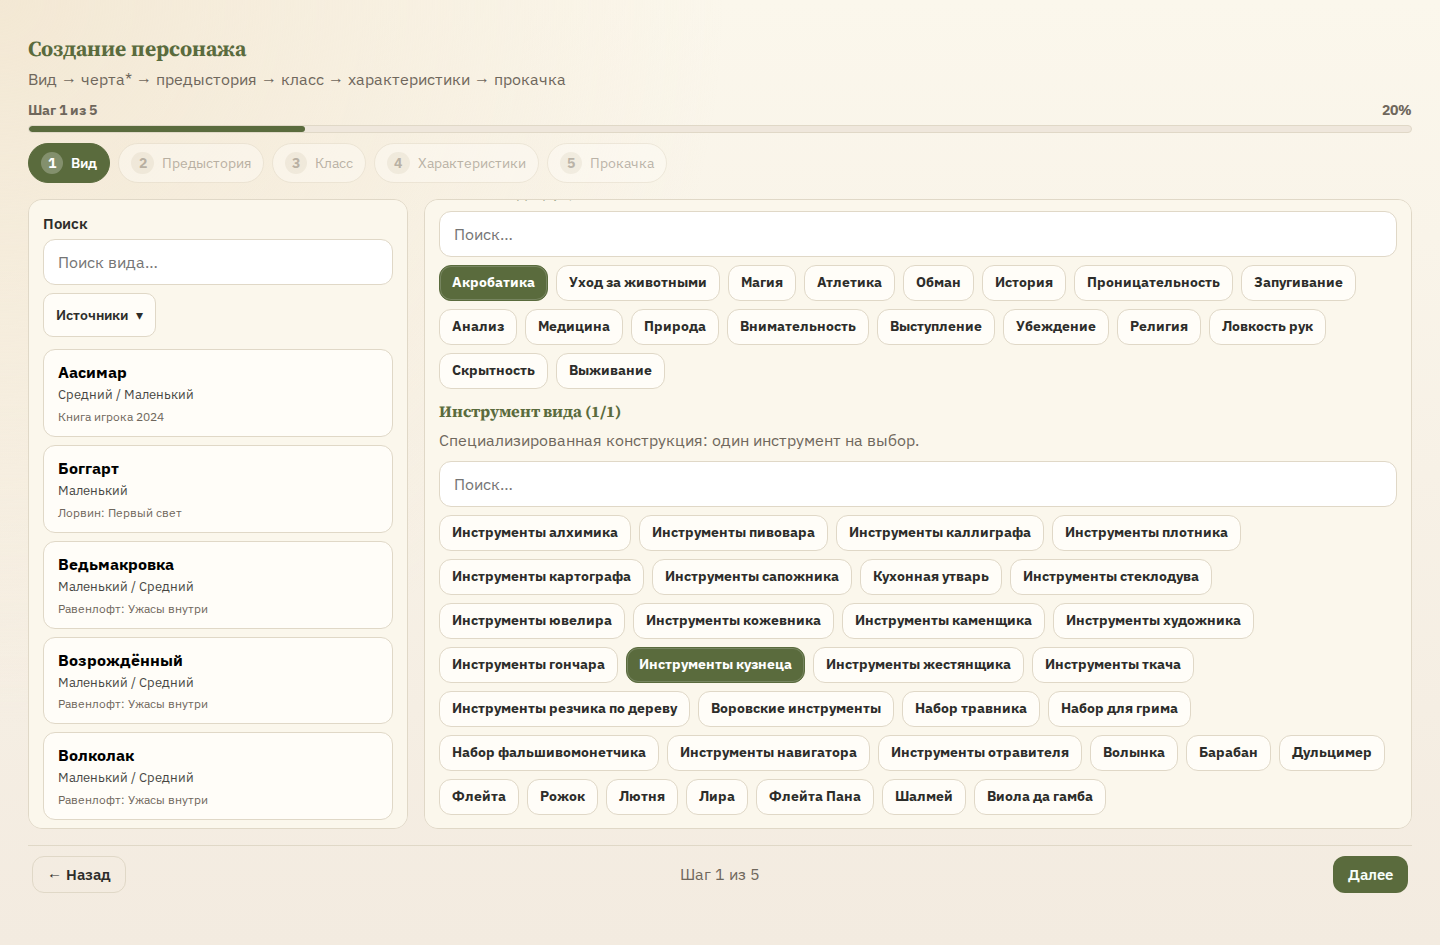 Создание персонажа
Вид → черта* → предыстория → класс → характеристики → прокачка
Шаг 1 из 5
20%
1 Вид
2 Предыстория
3 Класс
4 Характеристики
5 Прокачка
Поиск
Поиск вида...
Источники ▾
Аасимар
Средний / Маленький
Книга игрока 2024
Боггарт
Маленький
Лорвин: Первый свет
Ведьмакровка
Маленький / Средний
Равенлофт: Ужасы внутри
Возрождённый
Маленький / Средний
Равенлофт: Ужасы внутри
Волколак
Маленький / Средний
Равенлофт: Ужасы внутри
Поиск...
Акробатика Уход за животными Магия Атлетика Обман История Проницательность Запугивание
Анализ Медицина Природа Внимательность Выступление Убеждение Религия Ловкость рук
Скрытность Выживание
Инструмент вида (1/1)
Специализированная конструкция: один инструмент на выбор.
Поиск...
Инструменты алхимика Инструменты пивовара Инструменты каллиграфа Инструменты плотника
Инструменты картографа Инструменты сапожника Кухонная утварь Инструменты стеклодува
Инструменты ювелира Инструменты кожевника Инструменты каменщика Инструменты художника
Инструменты гончара Инструменты кузнеца Инструменты жестянщика Инструменты ткача
Инструменты резчика по дереву Воровские инструменты Набор травника Набор для грима
Набор фальшивомонетчика Инструменты навигатора Инструменты отравителя Волынка Барабан Дульцимер
Флейта Рожок Лютня Лира Флейта Пана Шалмей Виола да гамба
← Назад
Шаг 1 из 5
Далее